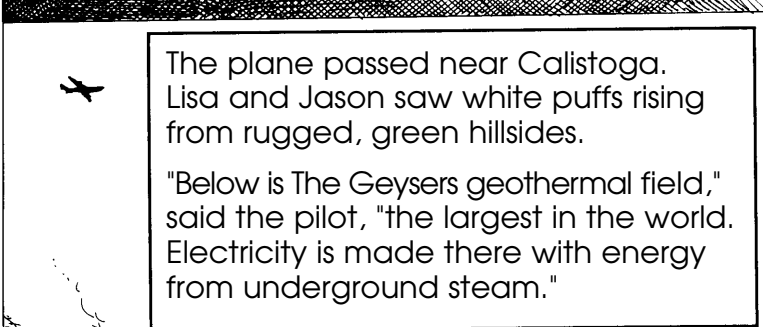 The plane passed near Calistoga.
Lisa and Jason saw white puffs rising
from rugged, green hillsides.
"Below is The Geysers geothermal field,"
said the pilot, "the largest in the world.
Electricity is made there with energy
from underground steam."